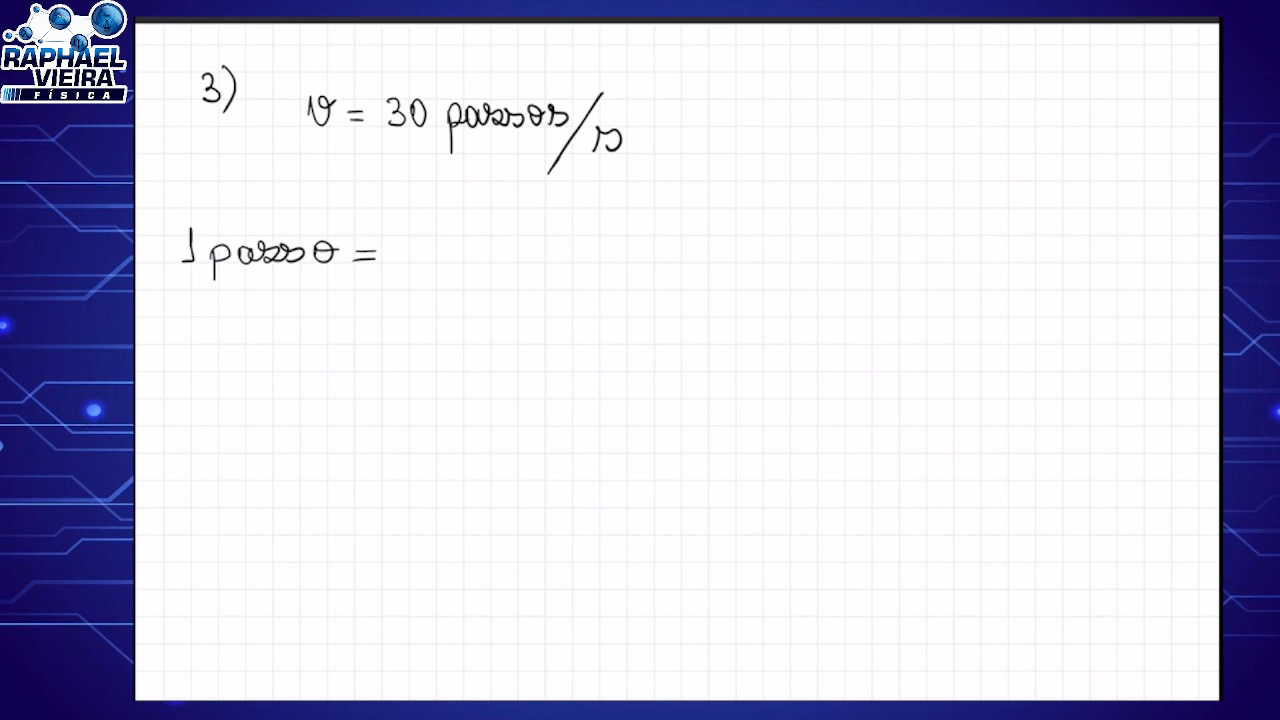 RAPHAEL
VIEIRA
FÍSICA
3)
v = 30 passos/s
1 passo =